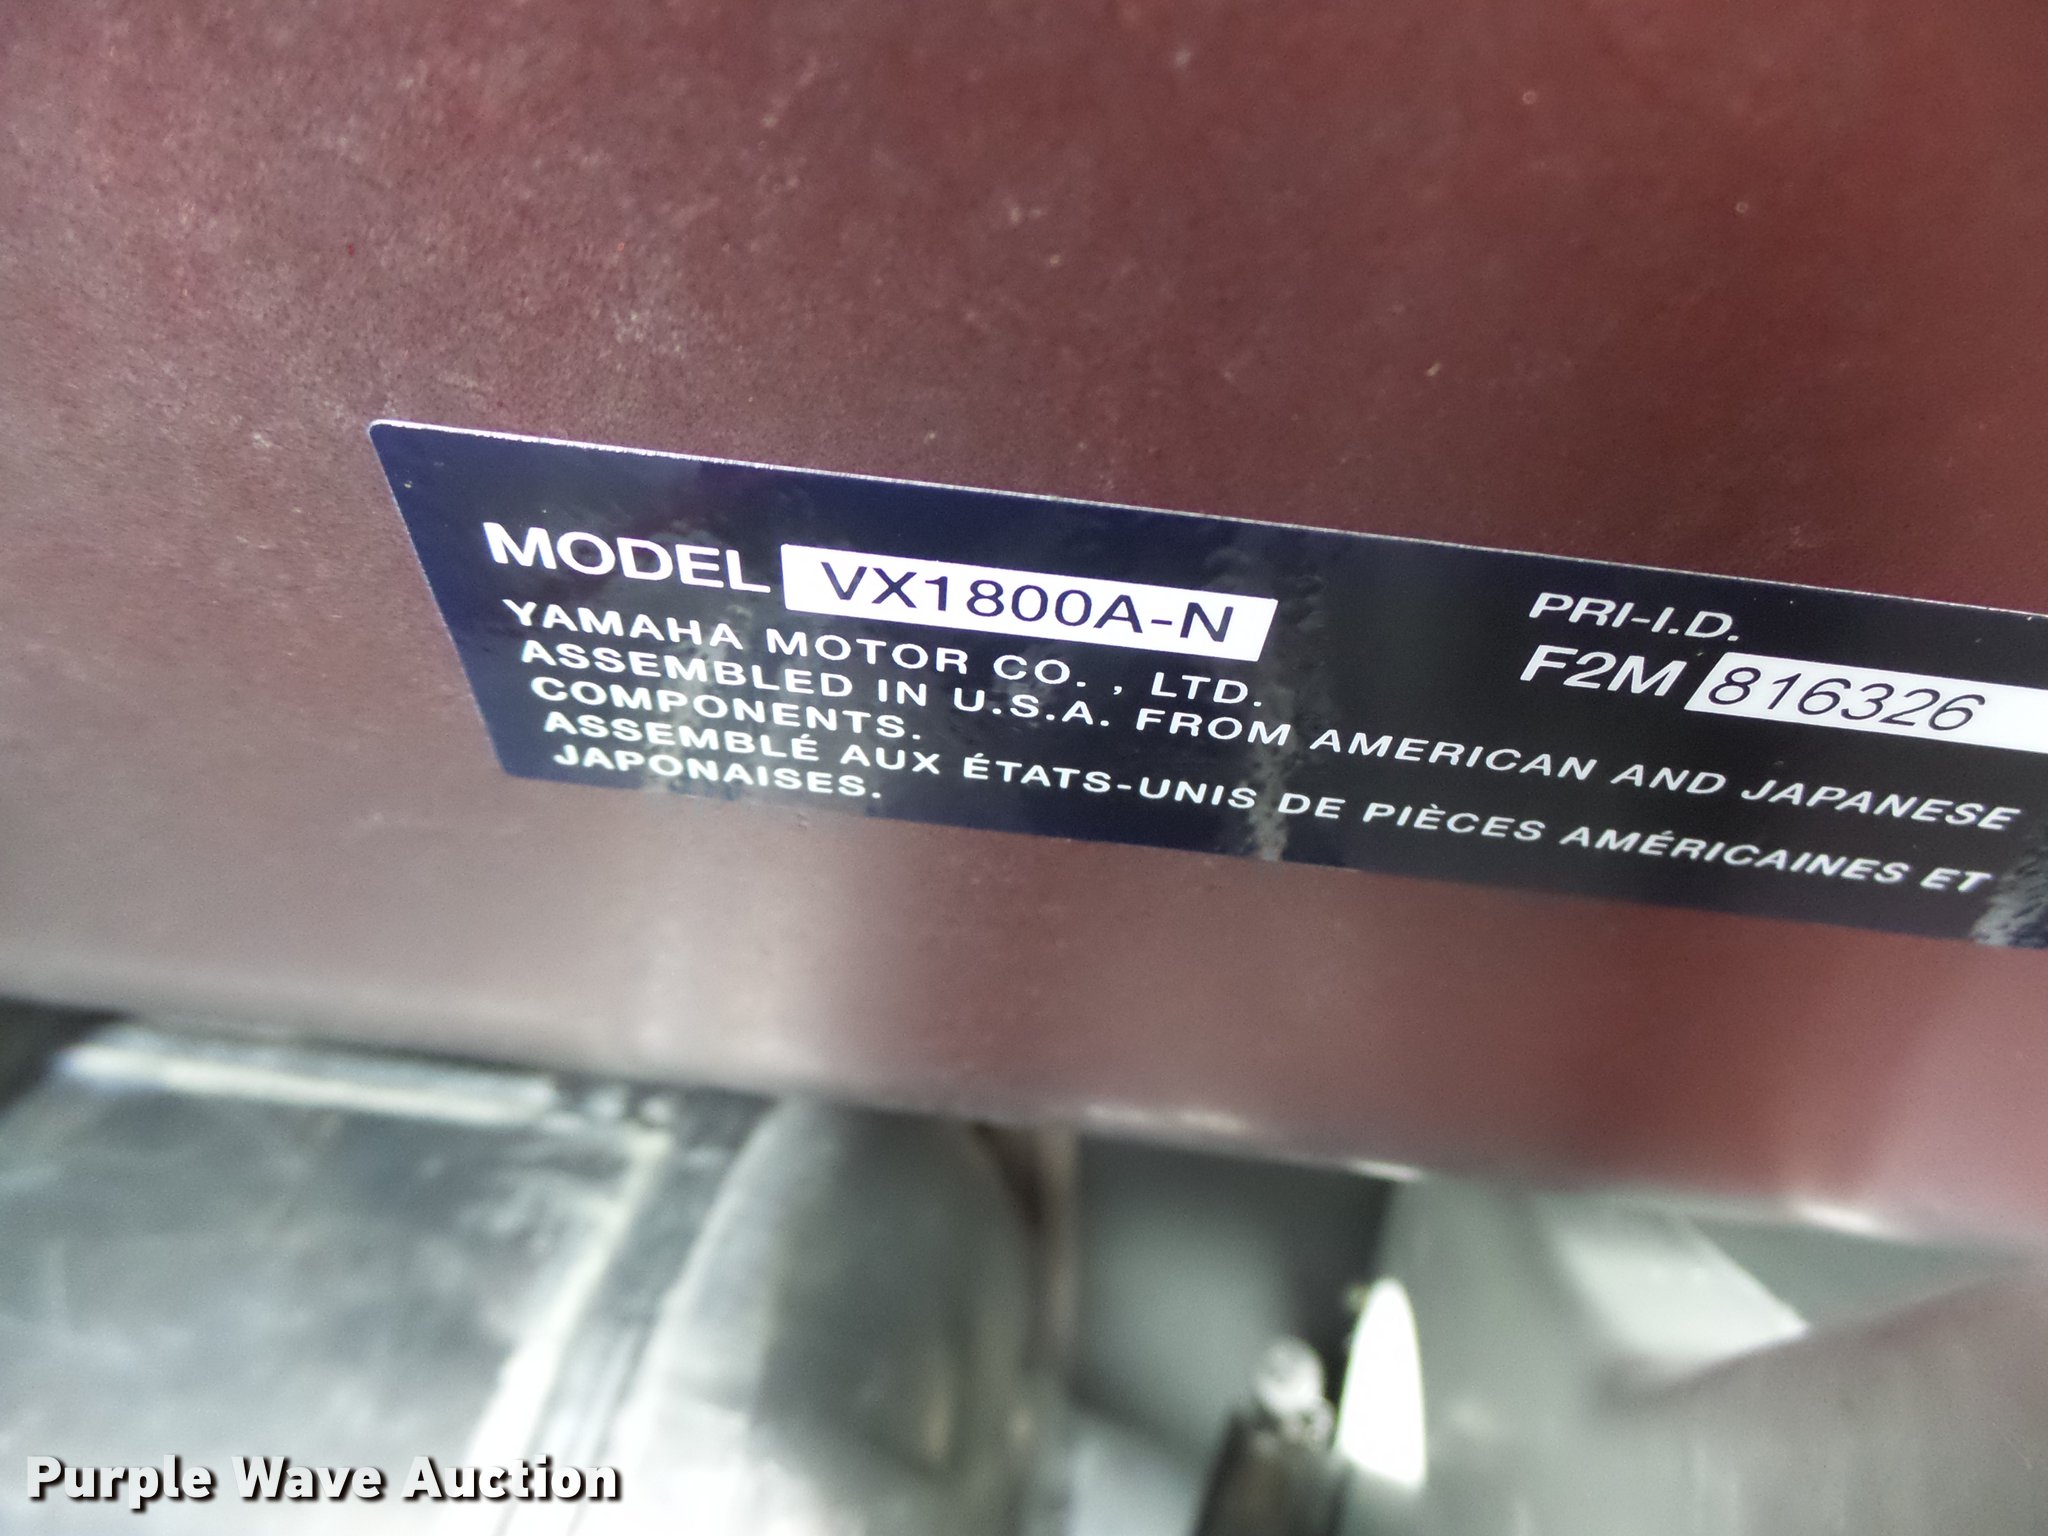 MODEL VX1800A-N
PRI-I.D.
F2M 816326
YAMAHA MOTOR CO. , LTD.
ASSEMBLED IN U.S.A. FROM AMERICAN AND JAPANESE
COMPONENTS.
ASSEMBLÉ AUX ÉTATS-UNIS DE PIÈCES AMÉRICAINES ET
JAPONAISES.
Purple Wave Auction